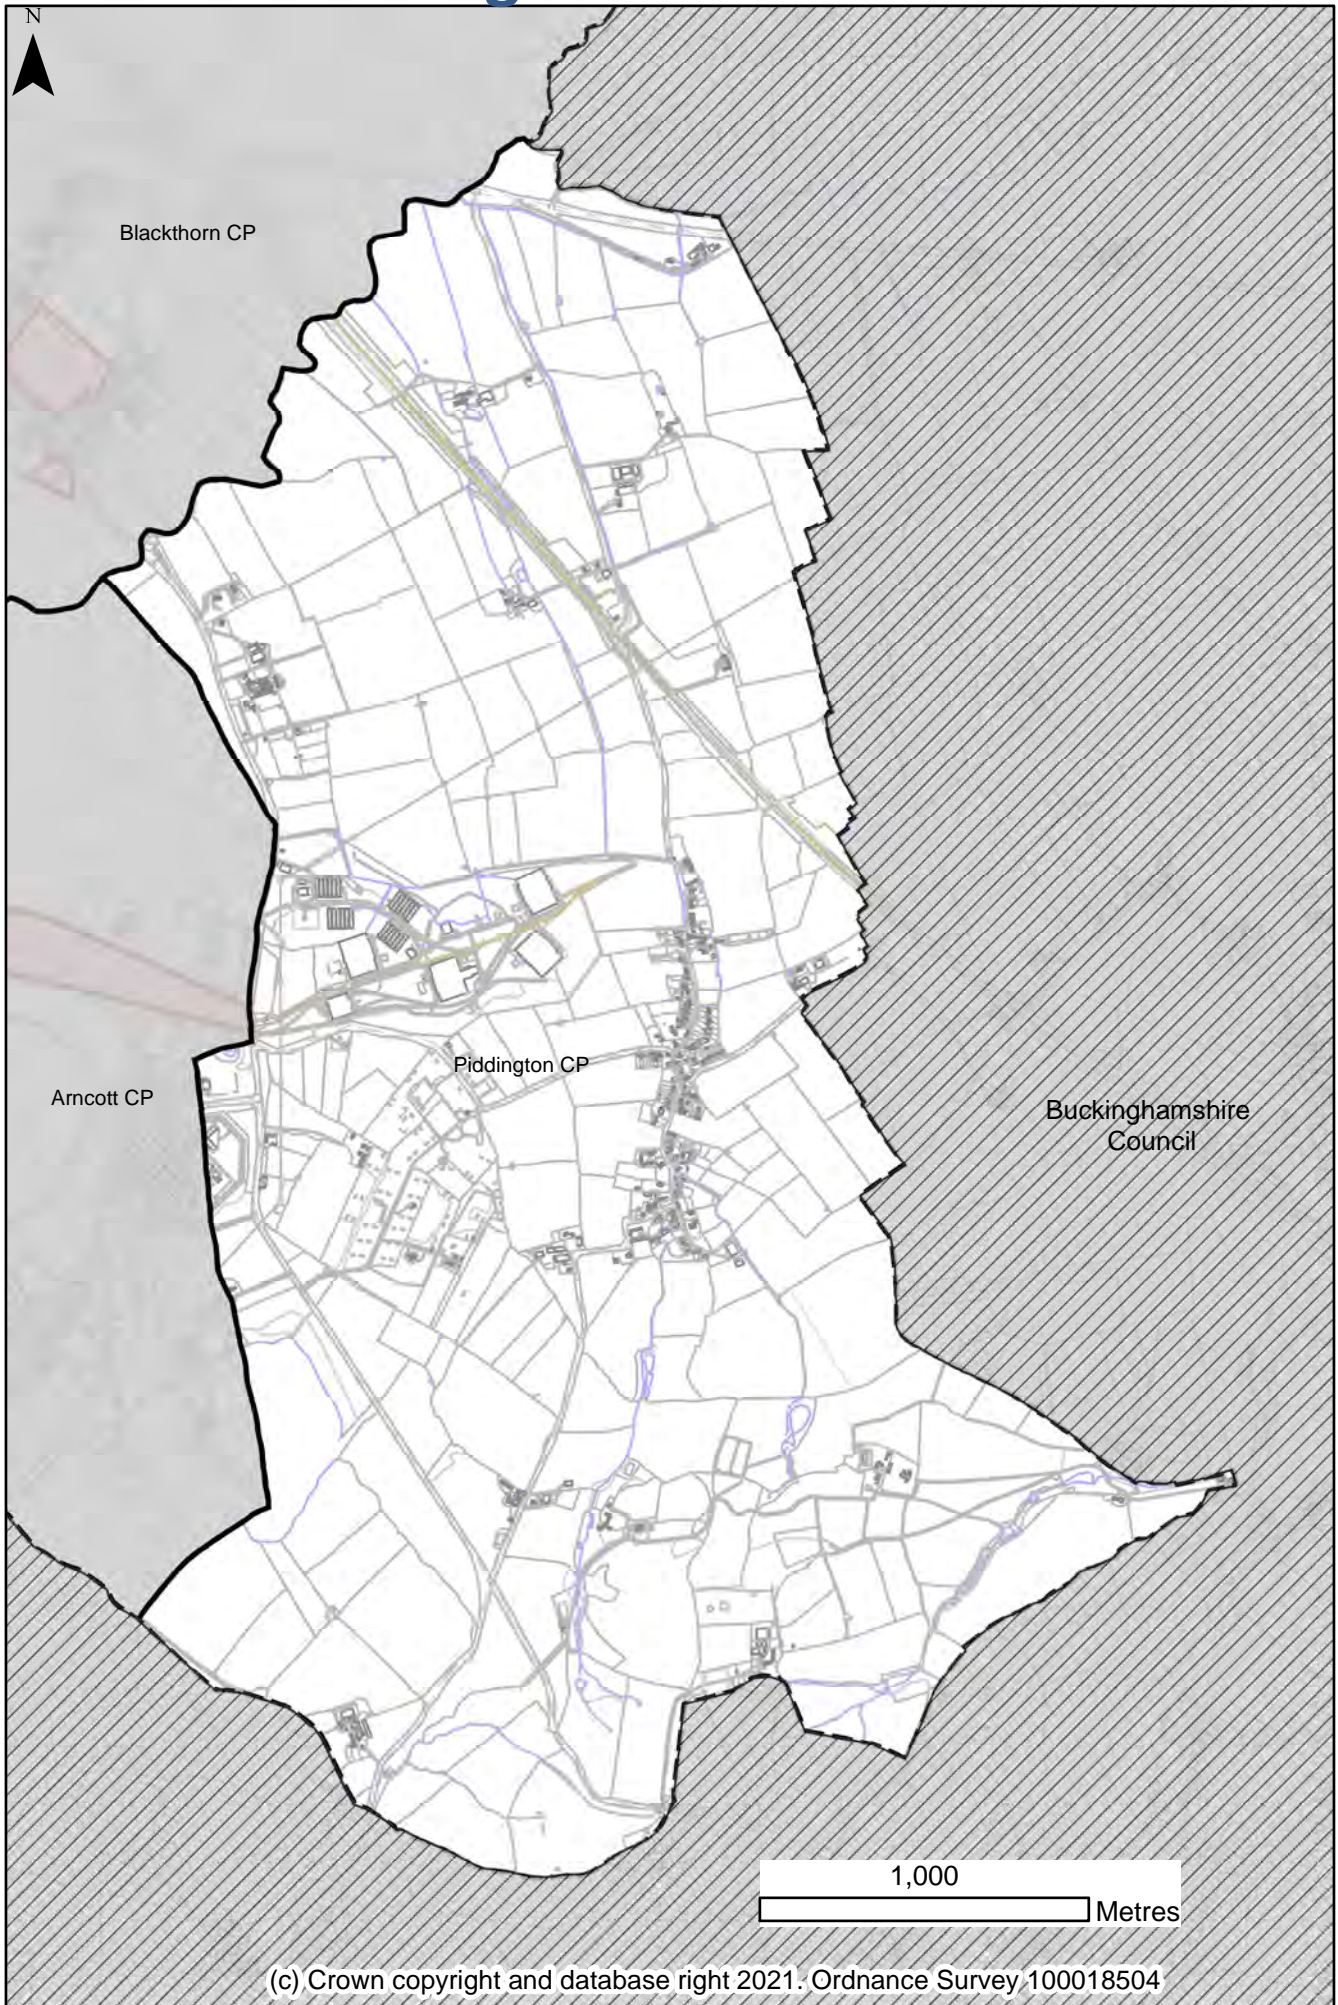 N
Blackthorn CP
Piddington CP
Arncott CP
Buckinghamshire
Council
1,000
Metres
(c) Crown copyright and database right 2021. Ordnance Survey 100018504